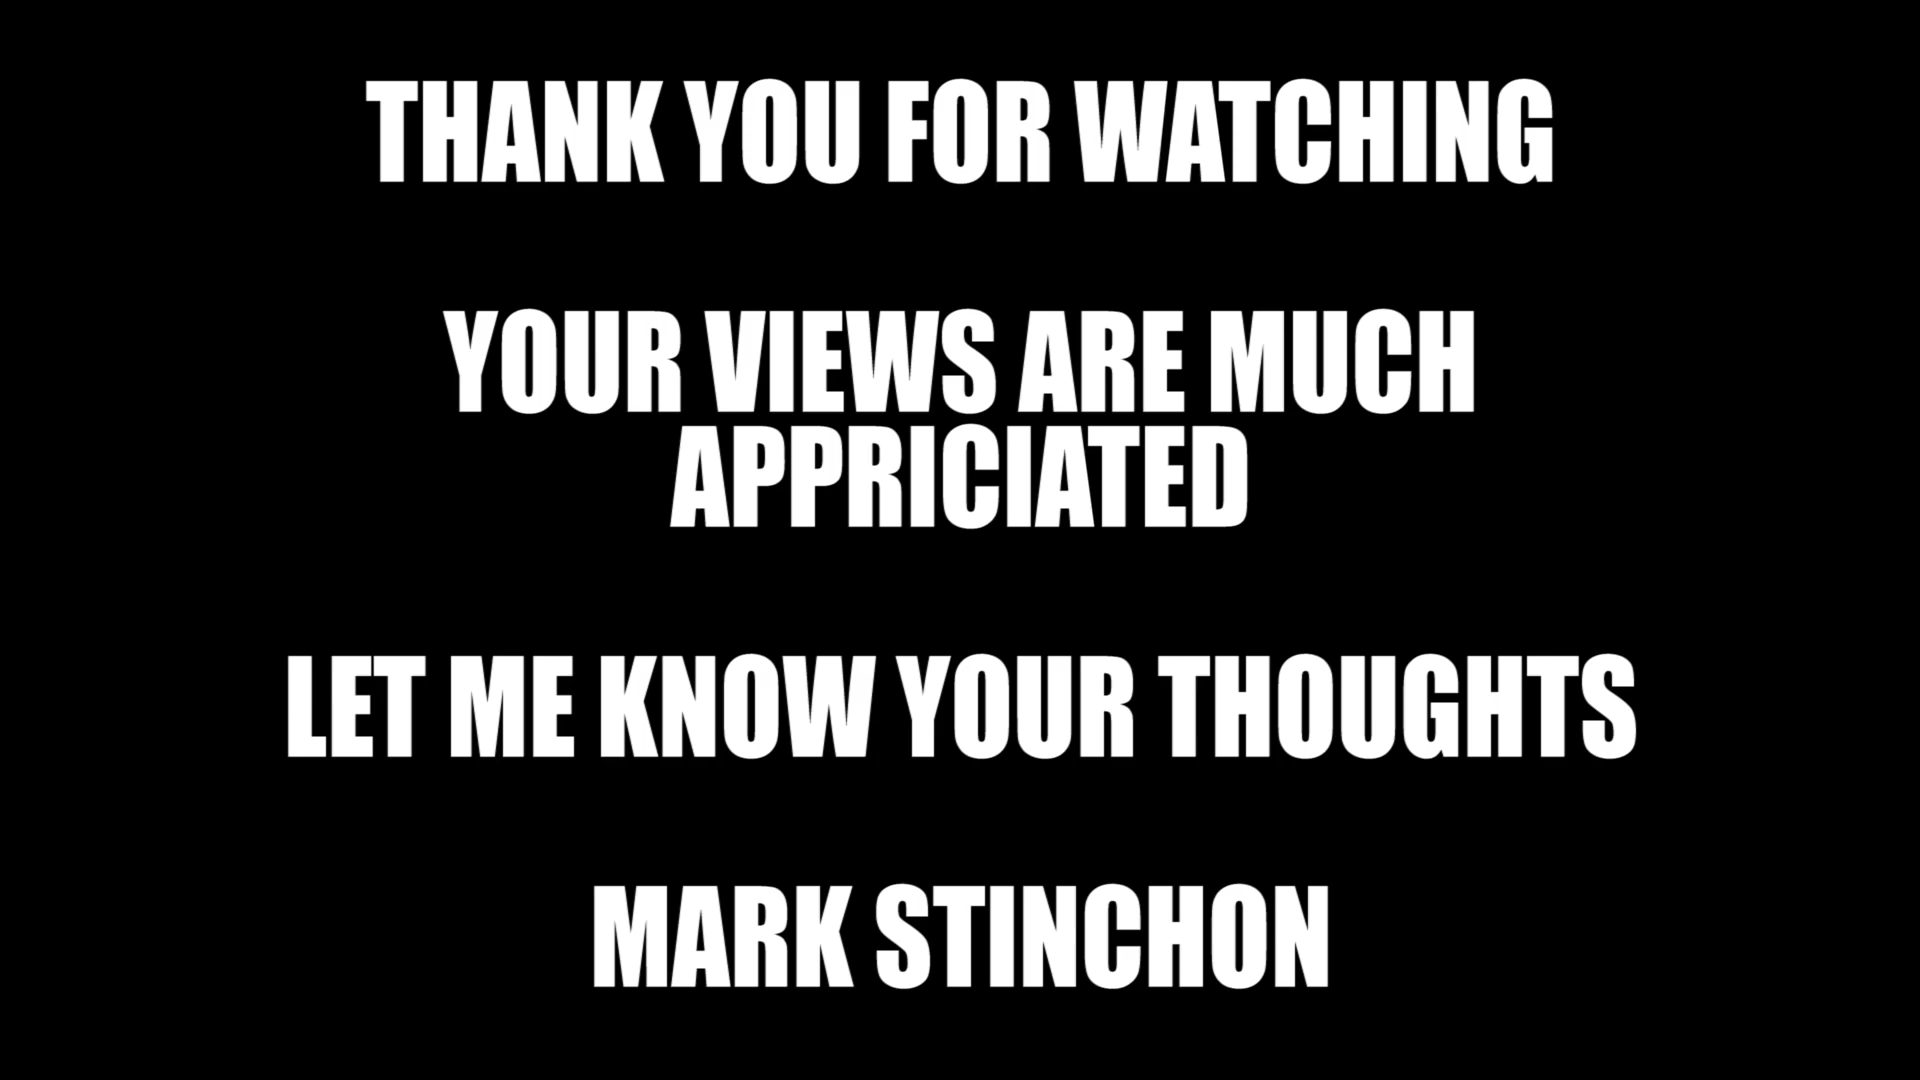 THANK YOU FOR WATCHING
YOUR VIEWS ARE MUCH
APPRICIATED
LET ME KNOW YOUR THOUGHTS
MARK STINCHON